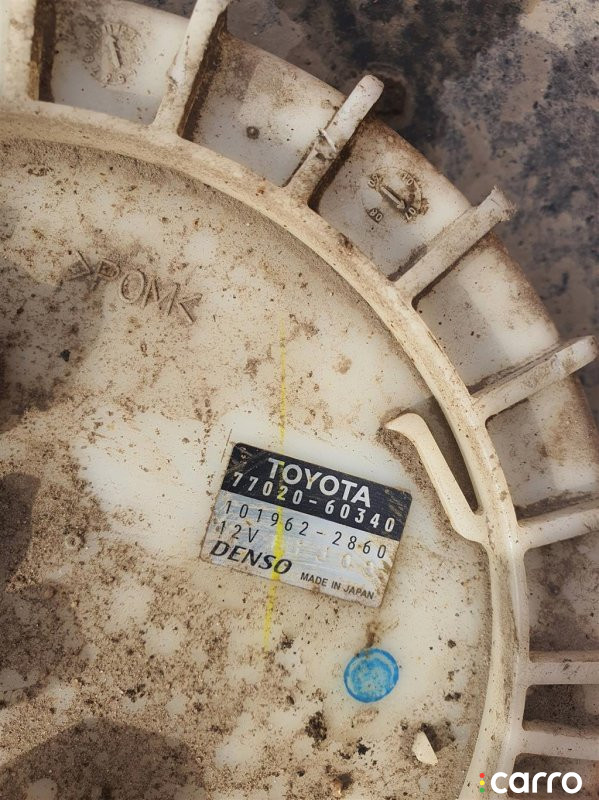 >POM<
TOYOTA
77020-60340
101962-2860
12V
DENSO
MADE IN JAPAN
carro